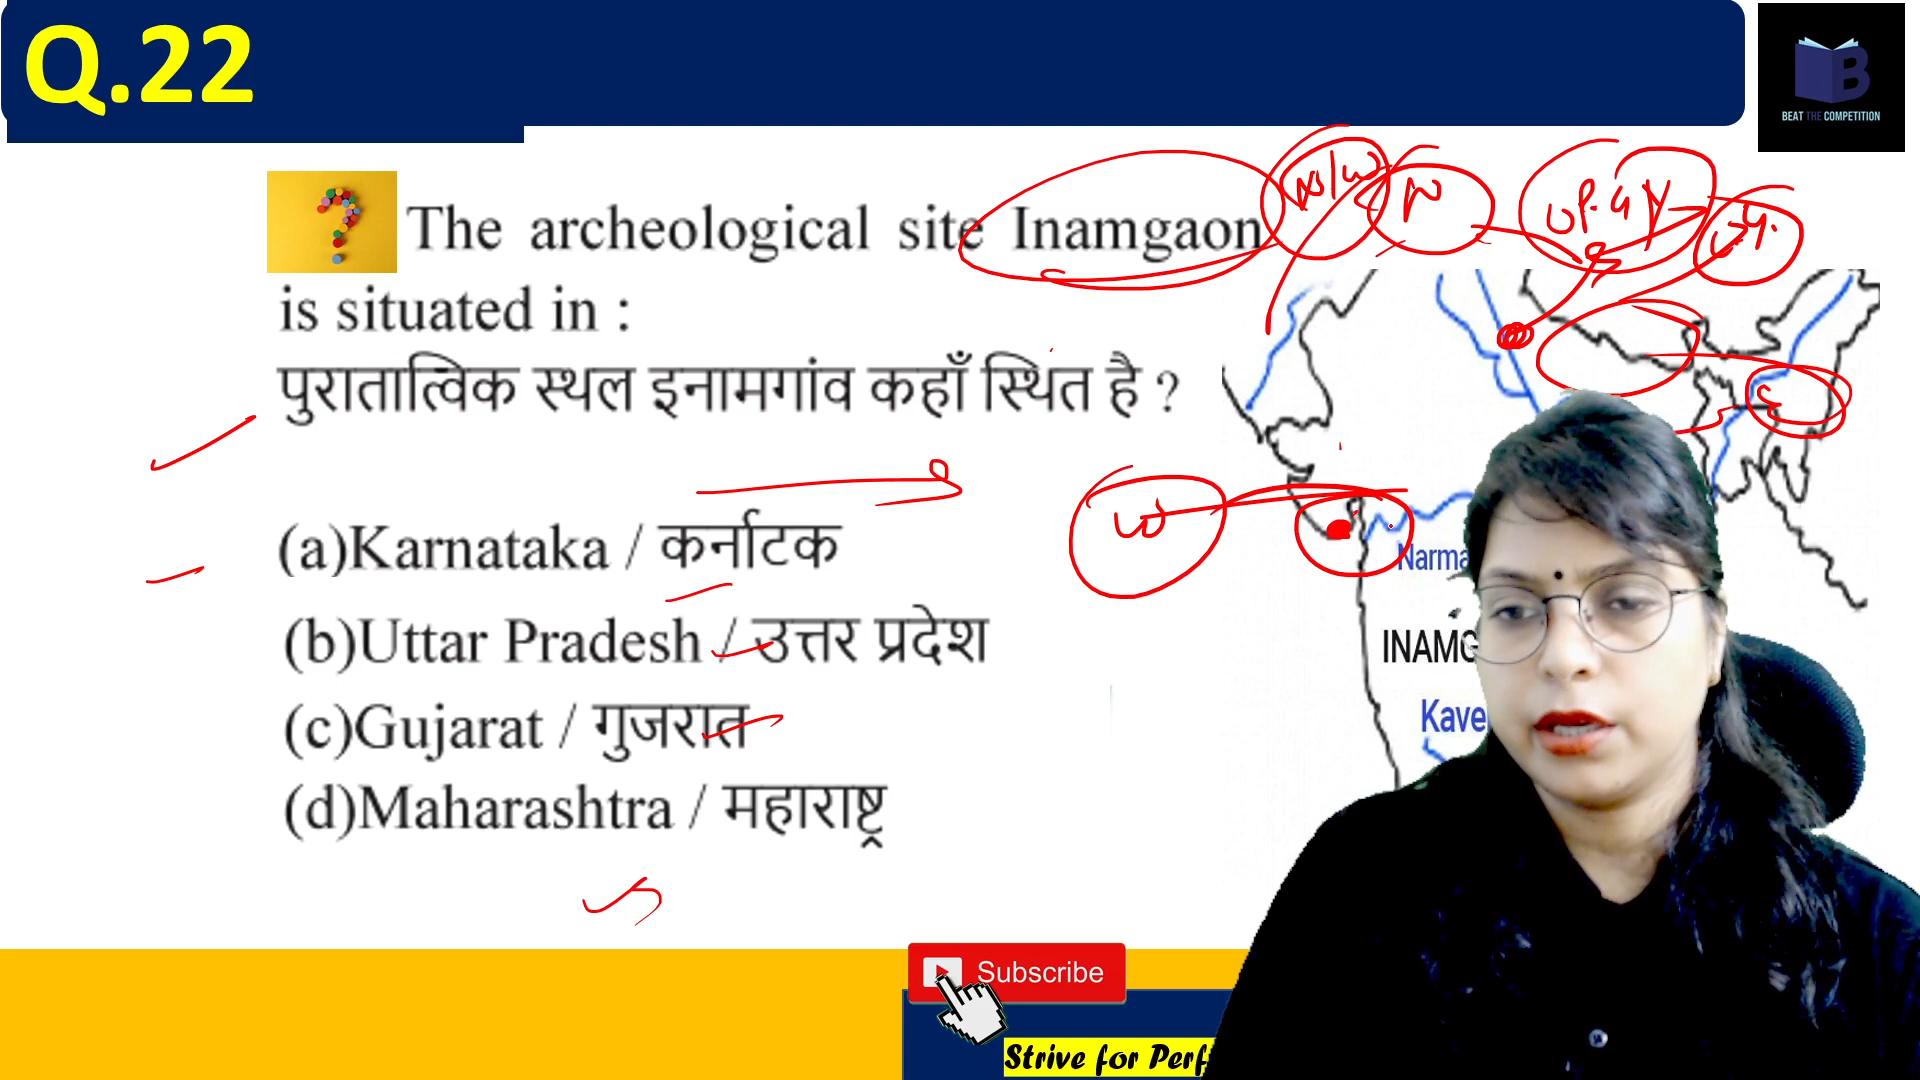 Q.22
BEAT THE COMPETITION
The archeological site Inamgaon
is situated in :
पुरातात्विक स्थल इनामगांव कहाँ स्थित है ?
(a)Karnataka / कर्नाटक
(b)Uttar Pradesh / उत्तर प्रदेश
(c)Gujarat / गुजरात
(d)Maharashtra / महाराष्ट्र
N/W
N
W
Narma
INAMG
Kave
Subscribe
Strive for Perf